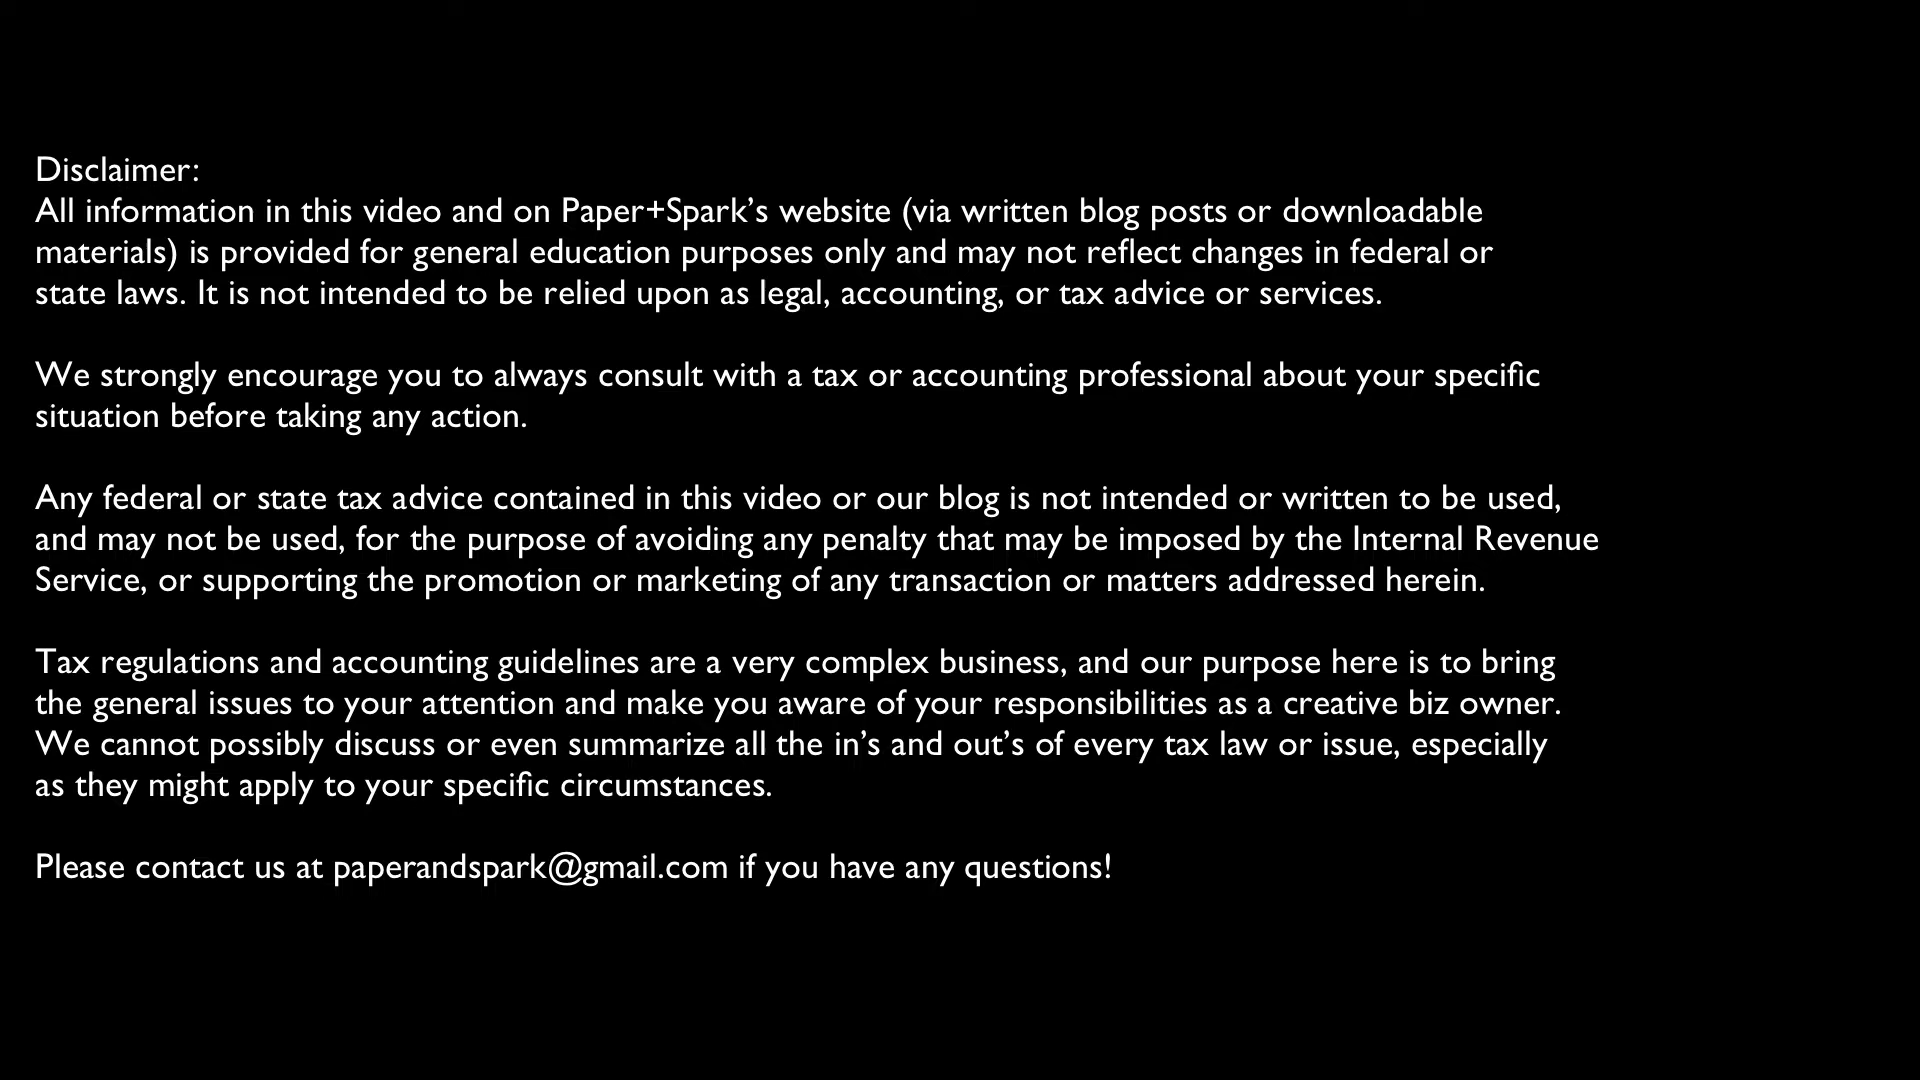 Disclaimer:
All information in this video and on Paper+Spark’s website (via written blog posts or downloadable
materials) is provided for general education purposes only and may not reflect changes in federal or
state laws. It is not intended to be relied upon as legal, accounting, or tax advice or services.
We strongly encourage you to always consult with a tax or accounting professional about your specific
situation before taking any action.
Any federal or state tax advice contained in this video or our blog is not intended or written to be used,
and may not be used, for the purpose of avoiding any penalty that may be imposed by the Internal Revenue
Service, or supporting the promotion or marketing of any transaction or matters addressed herein.
Tax regulations and accounting guidelines are a very complex business, and our purpose here is to bring
the general issues to your attention and make you aware of your responsibilities as a creative biz owner.
We cannot possibly discuss or even summarize all the in’s and out’s of every tax law or issue, especially
as they might apply to your specific circumstances.
Please contact us at paperandspark@gmail.com if you have any questions!